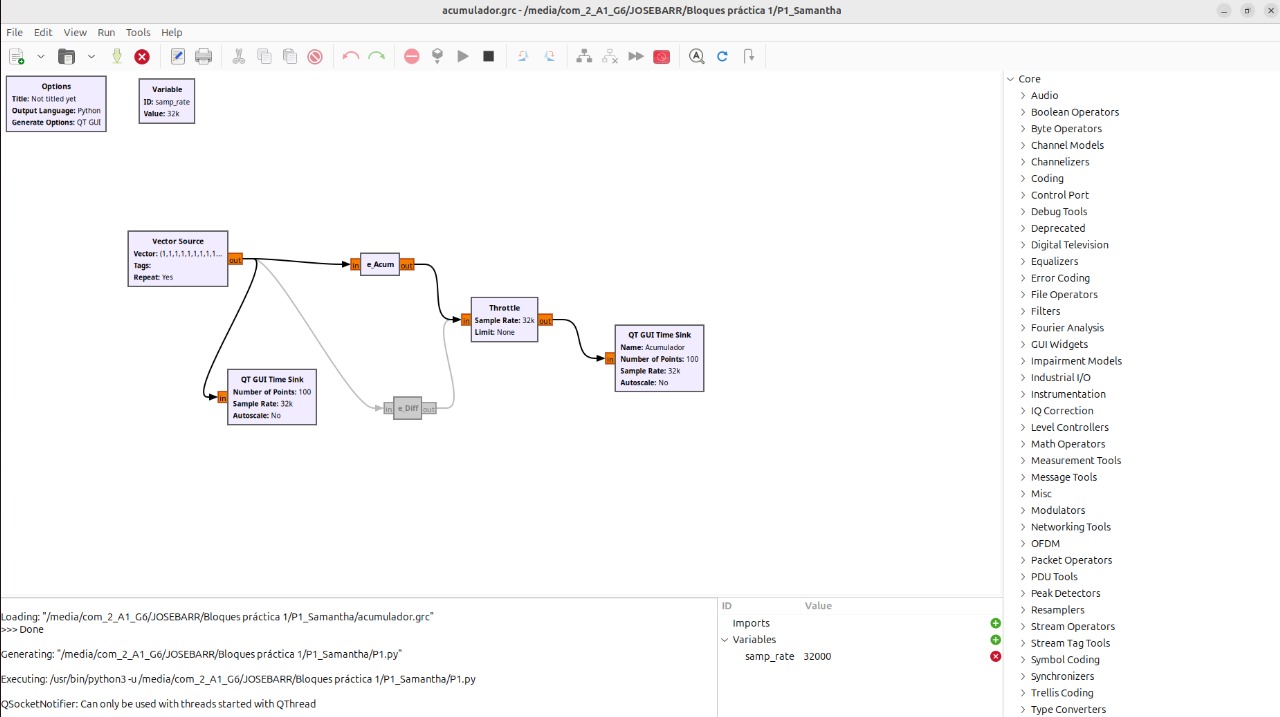 acumulador.grc - /media/com_2_A1_G6/JOSEBARR/Bloques práctica 1/P1_Samantha
File Edit View Run Tools Help
Options
Title: Not titled yet
Output Language: Python
Generate Options: QT GUI
Variable
ID: samp_rate
Value: 32k
Vector Source
Vector: (1,1,1,1,1,1,1,1,1...
Tags:
Repeat: Yes
out
in
e_Acum
out
in
Throttle
Sample Rate: 32k
Limit: None
out
in
QT GUI Time Sink
Name: Acumulador
Number of Points: 100
Sample Rate: 32k
Autoscale: No
in
QT GUI Time Sink
Number of Points: 100
Sample Rate: 32k
Autoscale: No
in
e_Diff
out
Core
Audio
Boolean Operators
Byte Operators
Channel Models
Channelizers
Coding
Control Port
Debug Tools
Deprecated
Digital Television
Equalizers
Error Coding
File Operators
Filters
Fourier Analysis
GUI Widgets
Impairment Models
Industrial I/O
Instrumentation
IQ Correction
Level Controllers
Math Operators
Measurement Tools
Message Tools
Misc
Modulators
Networking Tools
OFDM
Packet Operators
PDU Tools
Peak Detectors
Resamplers
Stream Operators
Stream Tag Tools
Symbol Coding
Synchronizers
Trellis Coding
Type Converters
Loading: "/media/com_2_A1_G6/JOSEBARR/Bloques práctica 1/P1_Samantha/acumulador.grc"
>>> Done
Generating: "/media/com_2_A1_G6/JOSEBARR/Bloques práctica 1/P1_Samantha/P1.py"
Executing: /usr/bin/python3 -u /media/com_2_A1_G6/JOSEBARR/Bloques práctica 1/P1_Samantha/P1.py
QSocketNotifier: Can only be used with threads started with QThread
ID Value
Imports
Variables
samp_rate 32000